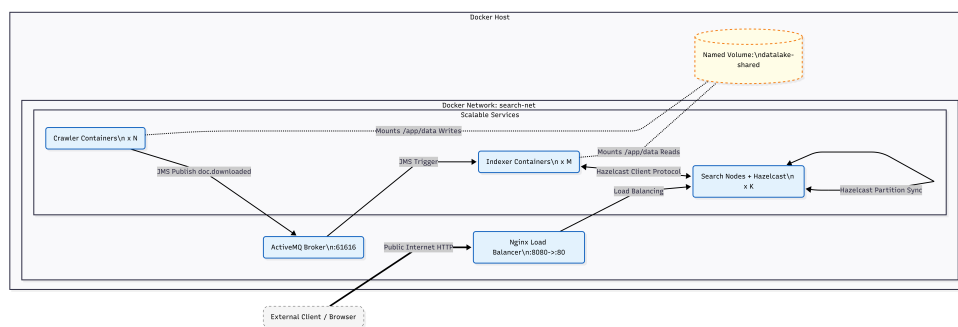 Docker Host
Named Volume:\ndatalake-
shared
Docker Network: search-net
Scalable Services
Crawler Containers\n x N
Mounts /app/data Writes
JMS Publish doc.downloaded
JMS Trigger
Indexer Containers\n x M
Mounts /app/data Reads
Hazelcast Client Protocol
Load Balancing
Search Nodes + Hazelcast\n
x K
Hazelcast Partition Sync
ActiveMQ Broker\n:61616
Public Internet HTTP
Nginx Load
Balancer\n:8080->:80
External Client / Browser